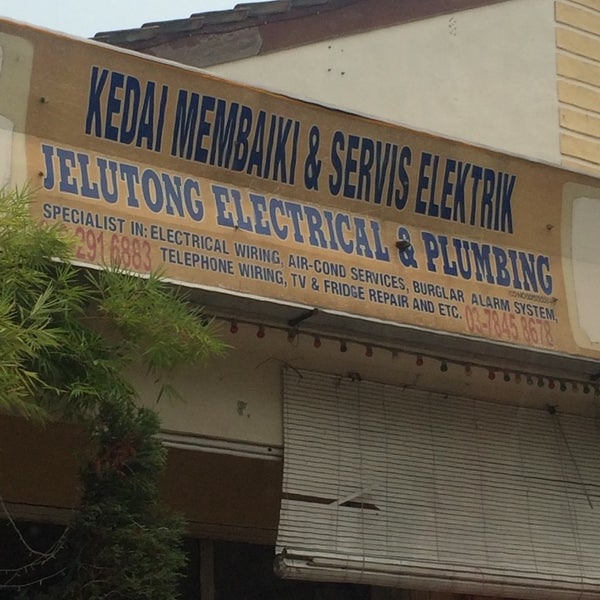 KEDAI MEMBAIKI & SERVIS ELEKTRIK
JELUTONG ELECTRICAL & PLUMBING
SPECIALIST IN: ELECTRICAL WIRING, AIR-COND SERVICES, BURGLAR ALARM SYSTEM,
291 6883 TELEPHONE WIRING, TV & FRIDGE REPAIR AND ETC. 03-7845 8678